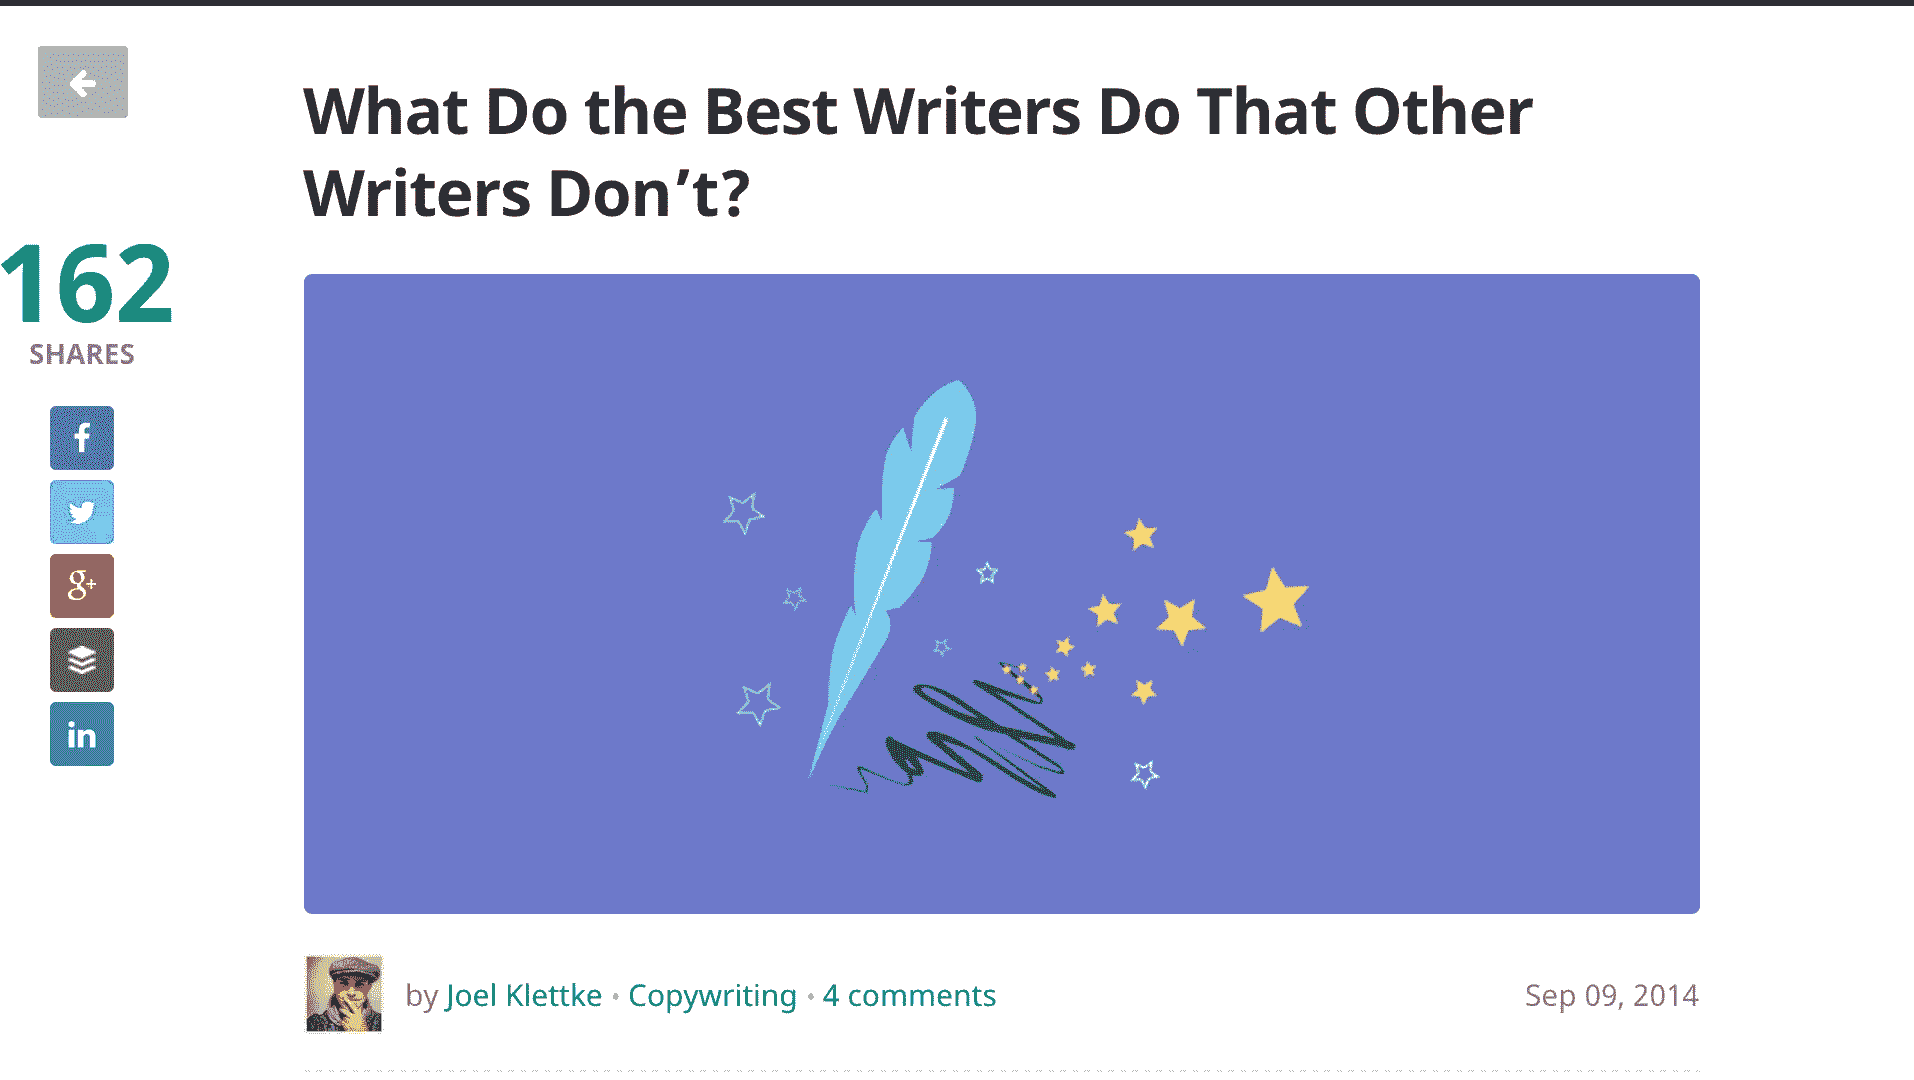 What Do the Best Writers Do That Other
Writers Don’t?
162
SHARES
f
g+
in
by Joel Klettke • Copywriting • 4 comments
Sep 09, 2014